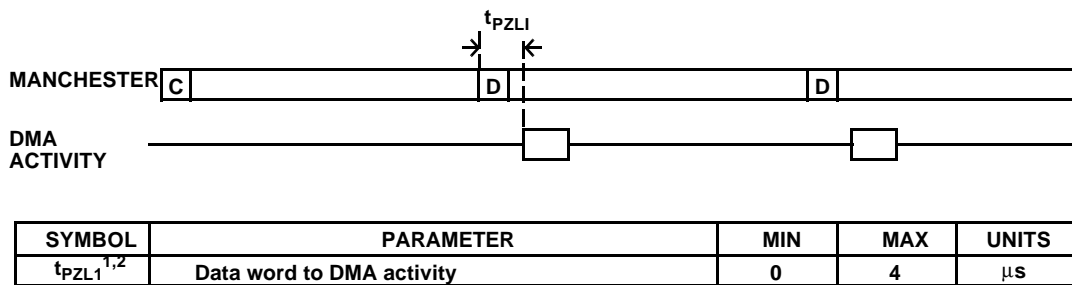 tPZLI
MANCHESTER C D D
DMA
ACTIVITY
SYMBOL PARAMETER MIN MAX UNITS
tPZL1 1,2 Data word to DMA activity 0 4 μs